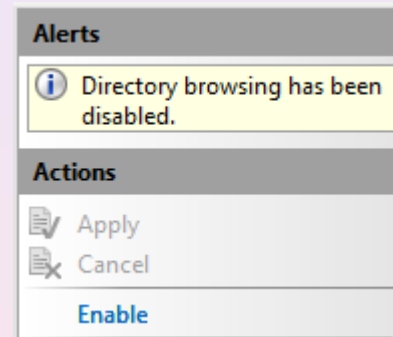 Alerts
Directory browsing has been
disabled.
Actions
Apply
Cancel
Enable